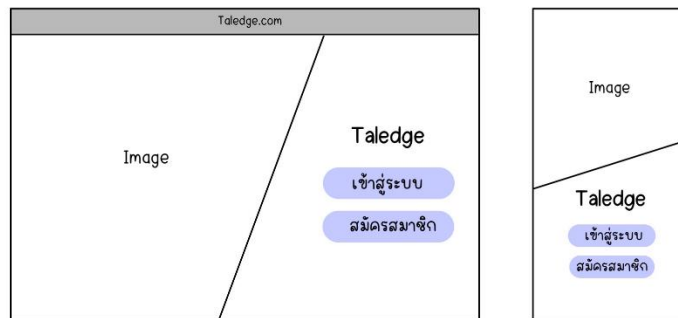 Taledge.com
Image
Taledge
เข้าสู่ระบบ
สมัครสมาชิก
Image
Taledge
เข้าสู่ระบบ
สมัครสมาชิก